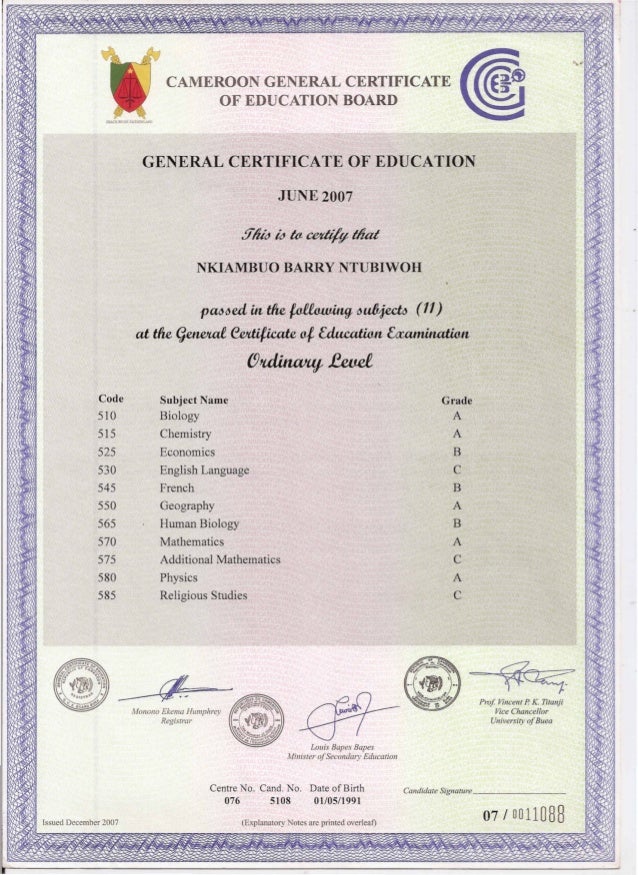 CAMEROON GENERAL CERTIFICATE
OF EDUCATION BOARD
GENERAL CERTIFICATE OF EDUCATION
JUNE 2007
This is to certify that
NKIAMBUO BARRY NTUBIWOH
passed in the following subjects (11)
at the General Certificate of Education Examination
Ordinary Level
Code Subject Name Grade
510 Biology A
515 Chemistry A
525 Economics B
530 English Language C
545 French B
550 Geography A
565 Human Biology B
570 Mathematics A
575 Additional Mathematics C
580 Physics A
585 Religious Studies C
Monono Ekema Humphrey
Registrar
Louis Bapes Bapes
Minister of Secondary Education
Prof. Vincent P. K. Titanji
Vice Chancellor
University of Buea
Centre No. Cand. No. Date of Birth
076 5108 01/05/1991
Candidate Signature
07 / 0011088
Issued December 2007
(Explanatory Notes are printed overleaf)